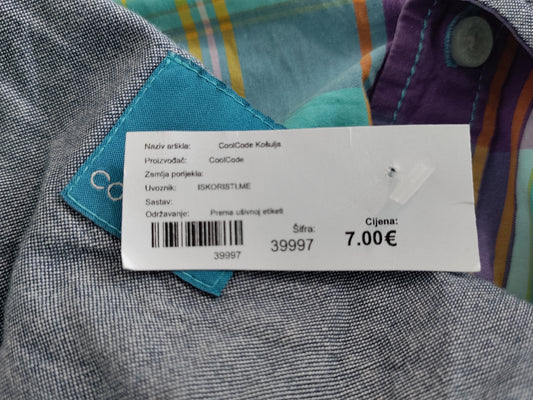 Naziv artikla: CoolCode Košulja
Proizvođač: CoolCode
Zemlja porijekla:
Uvoznik: ISKORISTI.ME
Sastav:
Održavanje: Prema ušivnoj etiketi
39997
Šifra:
39997
Cijena:
7.00€